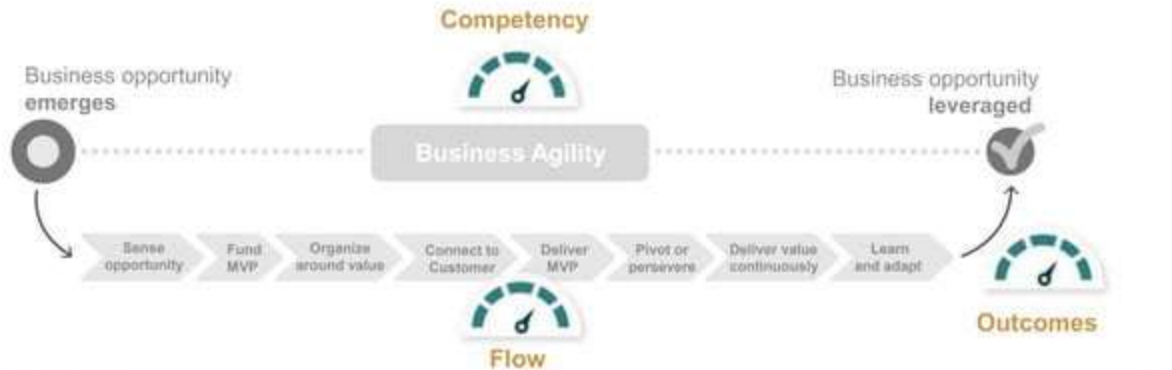 Competency
Business opportunity
emerges
Business opportunity
leveraged
Business Agility
Sense
opportunity
Fund
MVP
Organize
around value
Connect to
Customer
Deliver
MVP
Pivot or
persevere
Deliver value
continuously
Learn
and adapt
Flow
Outcomes